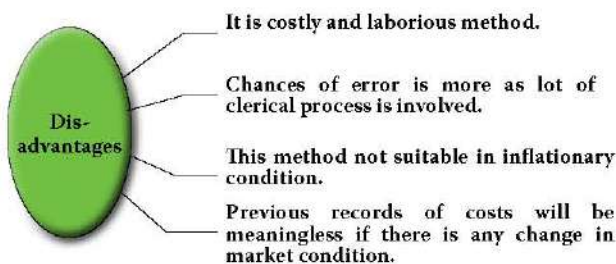 It is costly and laborious method.
Chances of error is more as lot of
clerical process is involved.
Dis-
advantages
This method not suitable in inflationary
condition.
Previous records of costs will be
meaningless if there is any change in
market condition.